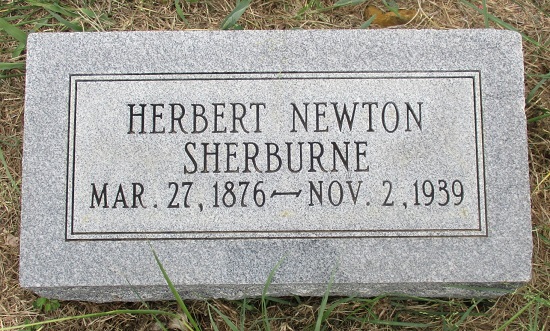 HERBERT NEWTON
SHERBURNE
MAR. 27, 1876 — NOV. 2, 1939